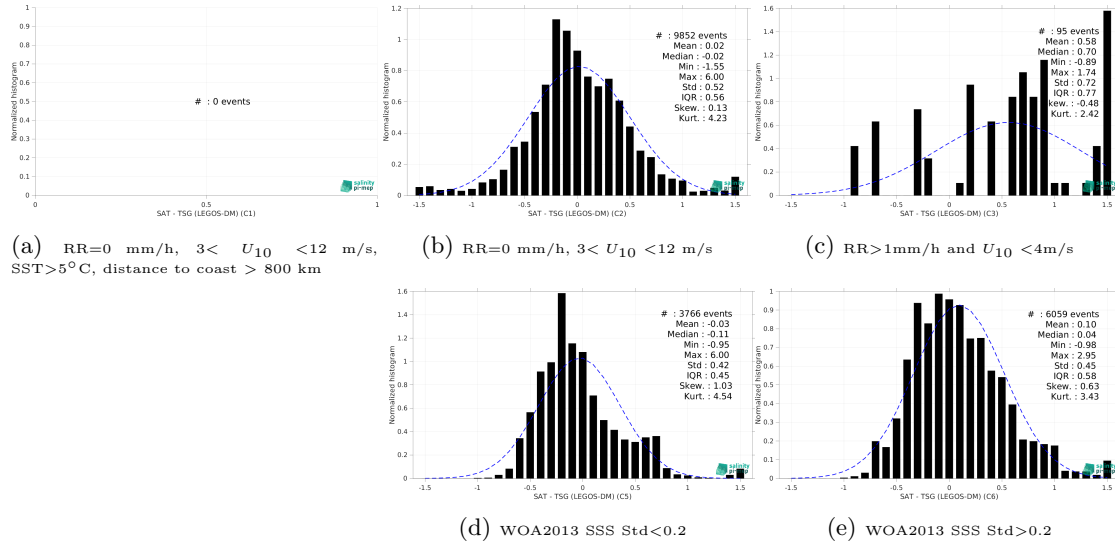 1
0.9
0.8
0.7
0.6
0.5
0.4
0.3
0.2
0.1
0
Normalized histogram
# : 0 events
0 0.5 1
SAT - TSG (LEGOS-DM) (C1)
salinity
pi-mep
(a) RR=0 mm/h, 3< U10 <12 m/s,
SST>5°C, distance to coast > 800 km
1.2
1
0.8
0.6
0.4
0.2
0
Normalized histogram
# : 9852 events
Mean : 0.02
Median : -0.02
Min : -1.55
Max : 6.00
Std : 0.52
IQR : 0.56
Skew. : 0.13
Kurt. : 4.23
-1.5 -1 -0.5 0 0.5 1 1.5
SAT - TSG (LEGOS-DM) (C2)
salinity
pi-mep
(b) RR=0 mm/h, 3< U10 <12 m/s
1.6
1.4
1.2
1
0.8
0.6
0.4
0.2
0
Normalized histogram
# : 95 events
Mean : 0.58
Median : 0.70
Min : -0.89
Max : 1.74
Std : 0.72
IQR : 0.77
kew. : -0.48
Kurt. : 2.42
-1.5 -1 -0.5 0 0.5 1 1.5
SAT - TSG (LEGOS-DM) (C3)
(c) RR>1mm/h and U10 <4m/s
1.6
1.4
1.2
1
0.8
0.6
0.4
0.2
0
Normalized histogram
# : 3766 events
Mean : -0.03
Median : -0.11
Min : -0.95
Max : 6.00
Std : 0.42
IQR : 0.45
Skew. : 1.03
Kurt. : 4.54
-1.5 -1 -0.5 0 0.5 1 1.5
SAT - TSG (LEGOS-DM) (C5)
salinity
pi-mep
(d) WOA2013 SSS Std<0.2
1
0.9
0.8
0.7
0.6
0.5
0.4
0.3
0.2
0.1
0
Normalized histogram
# : 6059 events
Mean : 0.10
Median : 0.04
Min : -0.98
Max : 2.95
Std : 0.45
IQR : 0.58
Skew. : 0.63
Kurt. : 3.43
-1.5 -1 -0.5 0 0.5 1 1.5
SAT - TSG (LEGOS-DM) (C6)
(e) WOA2013 SSS Std>0.2